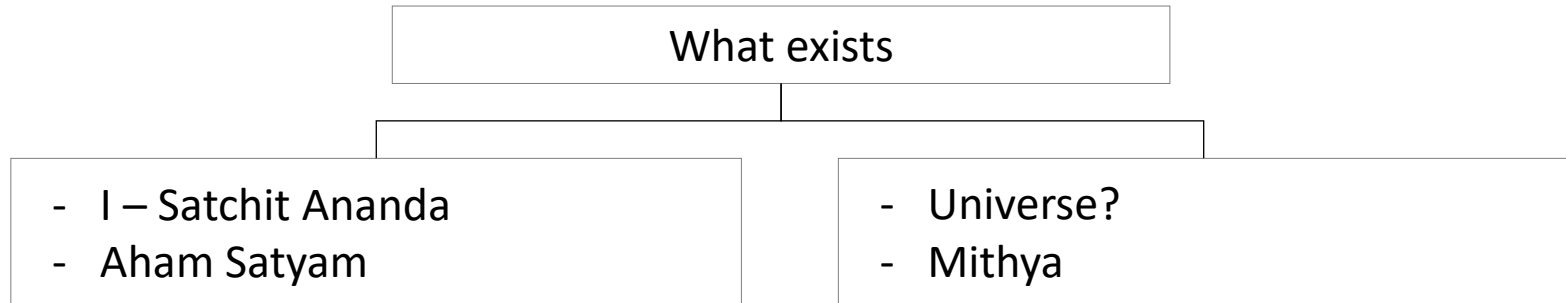 What exists
- I – Satchit Ananda
- Aham Satyam
- Universe?
- Mithya